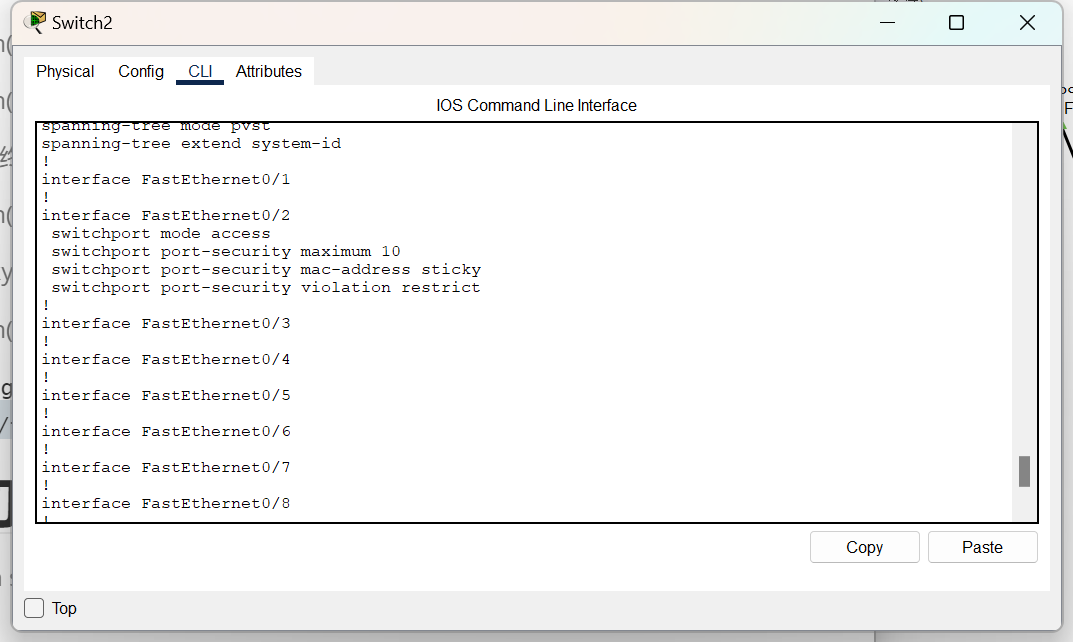 Switch2
Physical Config CLI Attributes
IOS Command Line Interface
spanning-tree mode pvst
spanning-tree extend system-id
!
interface FastEthernet0/1
!
interface FastEthernet0/2
switchport mode access
switchport port-security maximum 10
switchport port-security mac-address sticky
switchport port-security violation restrict
!
interface FastEthernet0/3
!
interface FastEthernet0/4
!
interface FastEthernet0/5
!
interface FastEthernet0/6
!
interface FastEthernet0/7
!
interface FastEthernet0/8
!
Copy Paste
Top